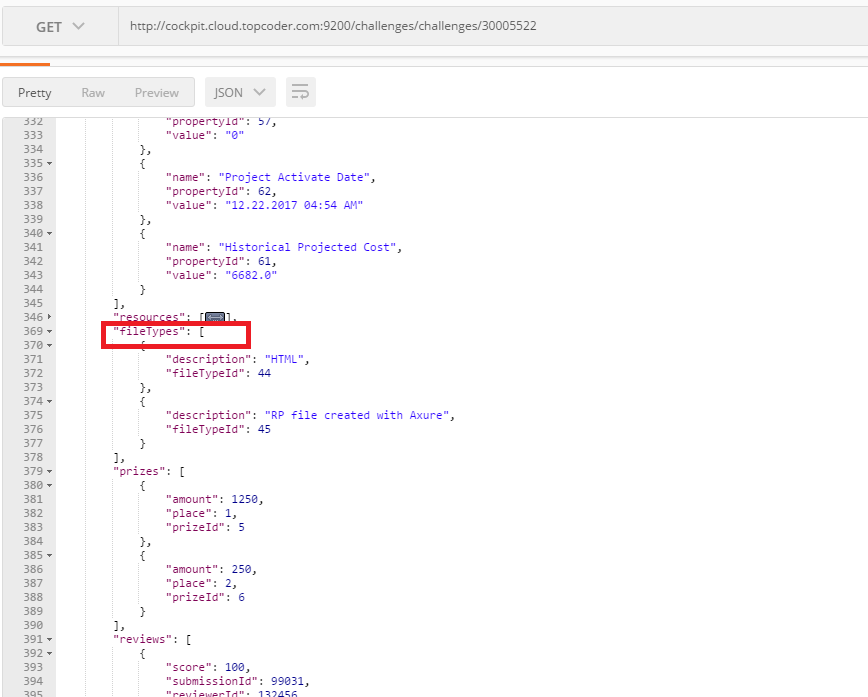 GET http://cockpit.cloud.topcoder.com:9200/challenges/challenges/30005522
Pretty Raw Preview JSON
332 "propertyId": 57,
333 "value": "0"
334 },
335 {
336 "name": "Project Activate Date",
337 "propertyId": 62,
338 "value": "12.22.2017 04:54 AM"
339 },
340 {
341 "name": "Historical Projected Cost",
342 "propertyId": 61,
343 "value": "6682.0"
344 }
345 ],
346 "resources": [],
369 "fileTypes": [
370 {
371 "description": "HTML",
372 "fileTypeId": 44
373 },
374 {
375 "description": "RP file created with Axure",
376 "fileTypeId": 45
377 }
378 ],
379 "prizes": [
380 {
381 "amount": 1250,
382 "place": 1,
383 "prizeId": 5
384 },
385 {
386 "amount": 250,
387 "place": 2,
388 "prizeId": 6
389 }
390 ],
391 "reviews": [
392 {
393 "score": 100,
394 "submissionId": 99031,
395 "reviewerId": 132456,